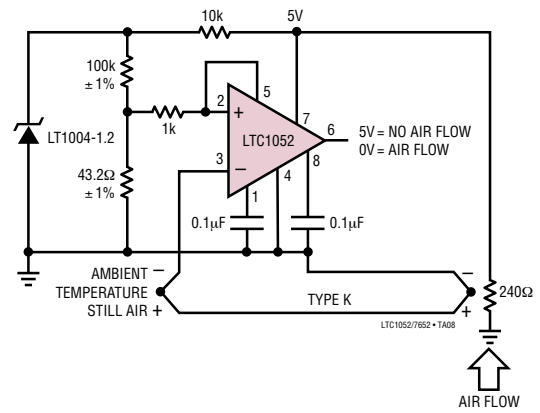 10k
5V
100k
± 1%
5
2
+
7
1k
LT1004-1.2
LTC1052
6
5V = NO AIR FLOW
0V = AIR FLOW
3
–
8
4
43.2Ω
± 1%
1
0.1µF
0.1µF
AMBIENT –
TEMPERATURE
STILL AIR +
TYPE K
–
+
240Ω
LTC1052/7652 • TA08
AIR FLOW